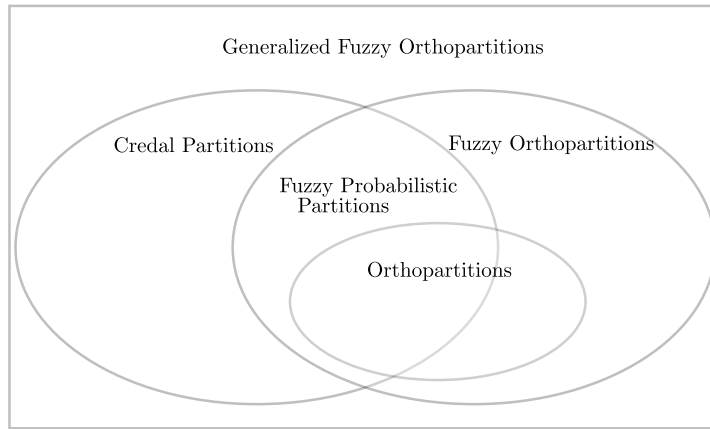 Generalized Fuzzy Orthopartitions
Credal Partitions
Fuzzy Orthopartitions
Fuzzy Probabilistic
Partitions
Orthopartitions